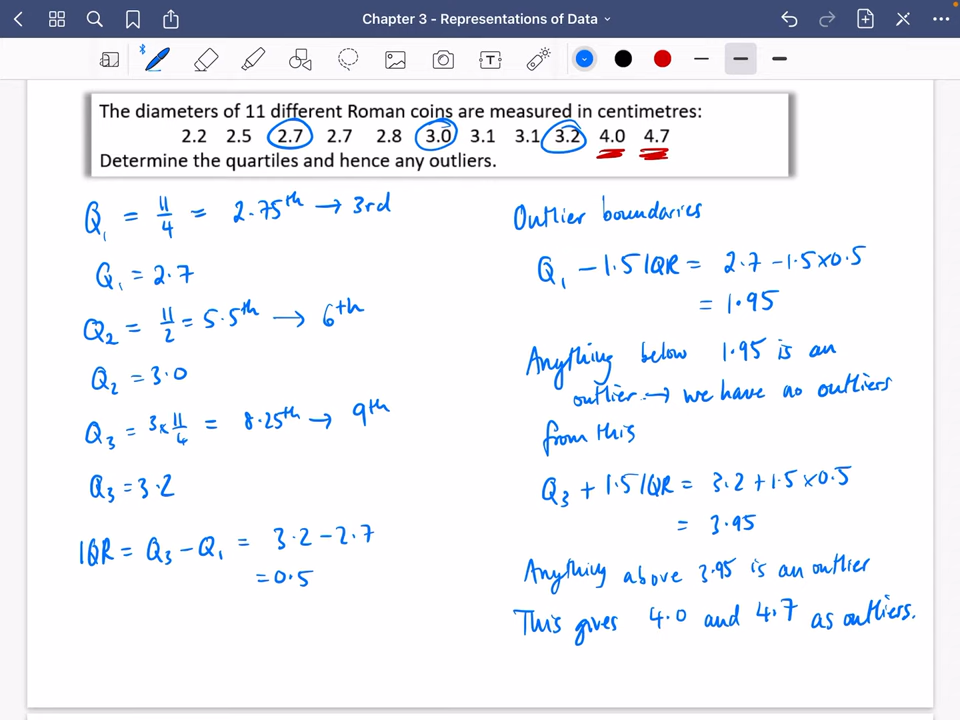 Chapter 3 - Representations of Data
The diameters of 11 different Roman coins are measured in centimetres:
2.2 2.5 2.7 2.7 2.8 3.0 3.1 3.1 3.2 4.0 4.7
Determine the quartiles and hence any outliers.
Q₁ = 11/4 = 2.75th → 3rd
Q₁ = 2.7
Q₂ = 11/2 = 5.5th → 6th
Q₂ = 3.0
Q₃ = 3 × 11/4 = 8.25th → 9th
Q₃ = 3.2
IQR = Q₃ − Q₁ = 3.2 − 2.7
= 0.5
Outlier boundaries
Q₁ − 1.5 IQR = 2.7 − 1.5 × 0.5
= 1.95
Anything below 1.95 is an
outlier → we have no outliers
from this
Q₃ + 1.5 IQR = 3.2 + 1.5 × 0.5
= 3.95
Anything above 3.95 is an outlier
This gives 4.0 and 4.7 as outliers.